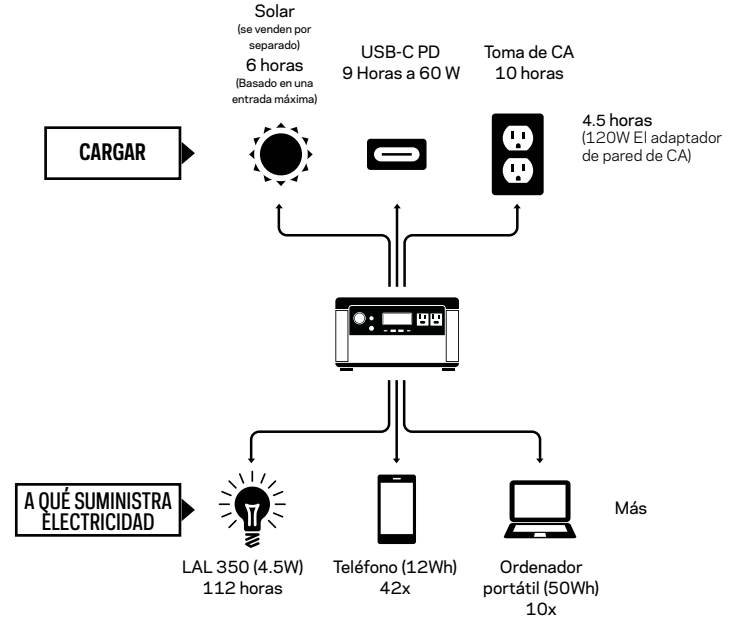 Solar
(se venden por
separado)
6 horas
(Basado en una
entrada máxima)
USB-C PD
9 Horas a 60 W
Toma de CA
10 horas
4.5 horas
(120W El adaptador
de pared de CA)
CARGAR
A QUÉ SUMINISTRA
ELECTRICIDAD
LAL 350 (4.5W)
112 horas
Teléfono (12Wh)
42x
Ordenador
portátil (50Wh)
10x
Más